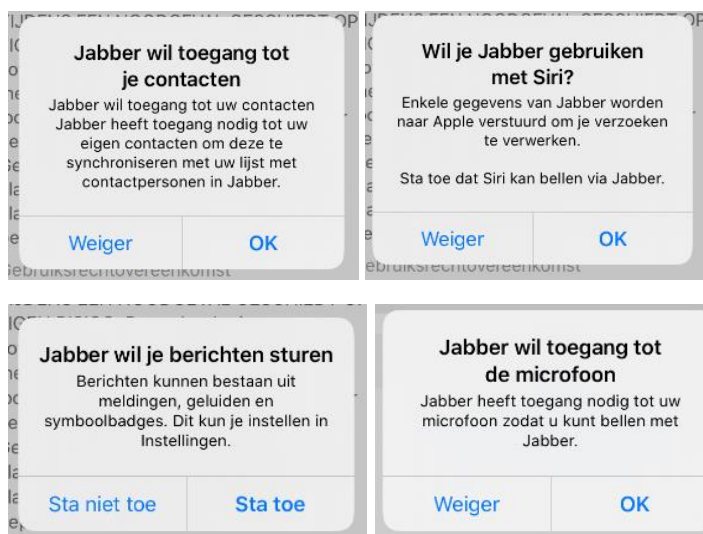 Jabber wil toegang tot
je contacten
Jabber wil toegang tot uw contacten
Jabber heeft toegang nodig tot uw
eigen contacten om deze te
synchroniseren met uw lijst met
contactpersonen in Jabber.
Weiger OK
Gebruiksrechtovereenkomst
Wil je Jabber gebruiken
met Siri?
Enkele gegevens van Jabber worden
naar Apple verstuurd om je verzoeken
te verwerken.
Sta toe dat Siri kan bellen via Jabber.
Weiger OK
ebruiksrechtovereenkomst
Jabber wil je berichten sturen
Berichten kunnen bestaan uit
meldingen, geluiden en
symboolbadges. Dit kun je instellen in
Instellingen.
Sta niet toe Sta toe
Jabber wil toegang tot
de microfoon
Jabber heeft toegang nodig tot uw
microfoon zodat u kunt bellen met
Jabber.
Weiger OK